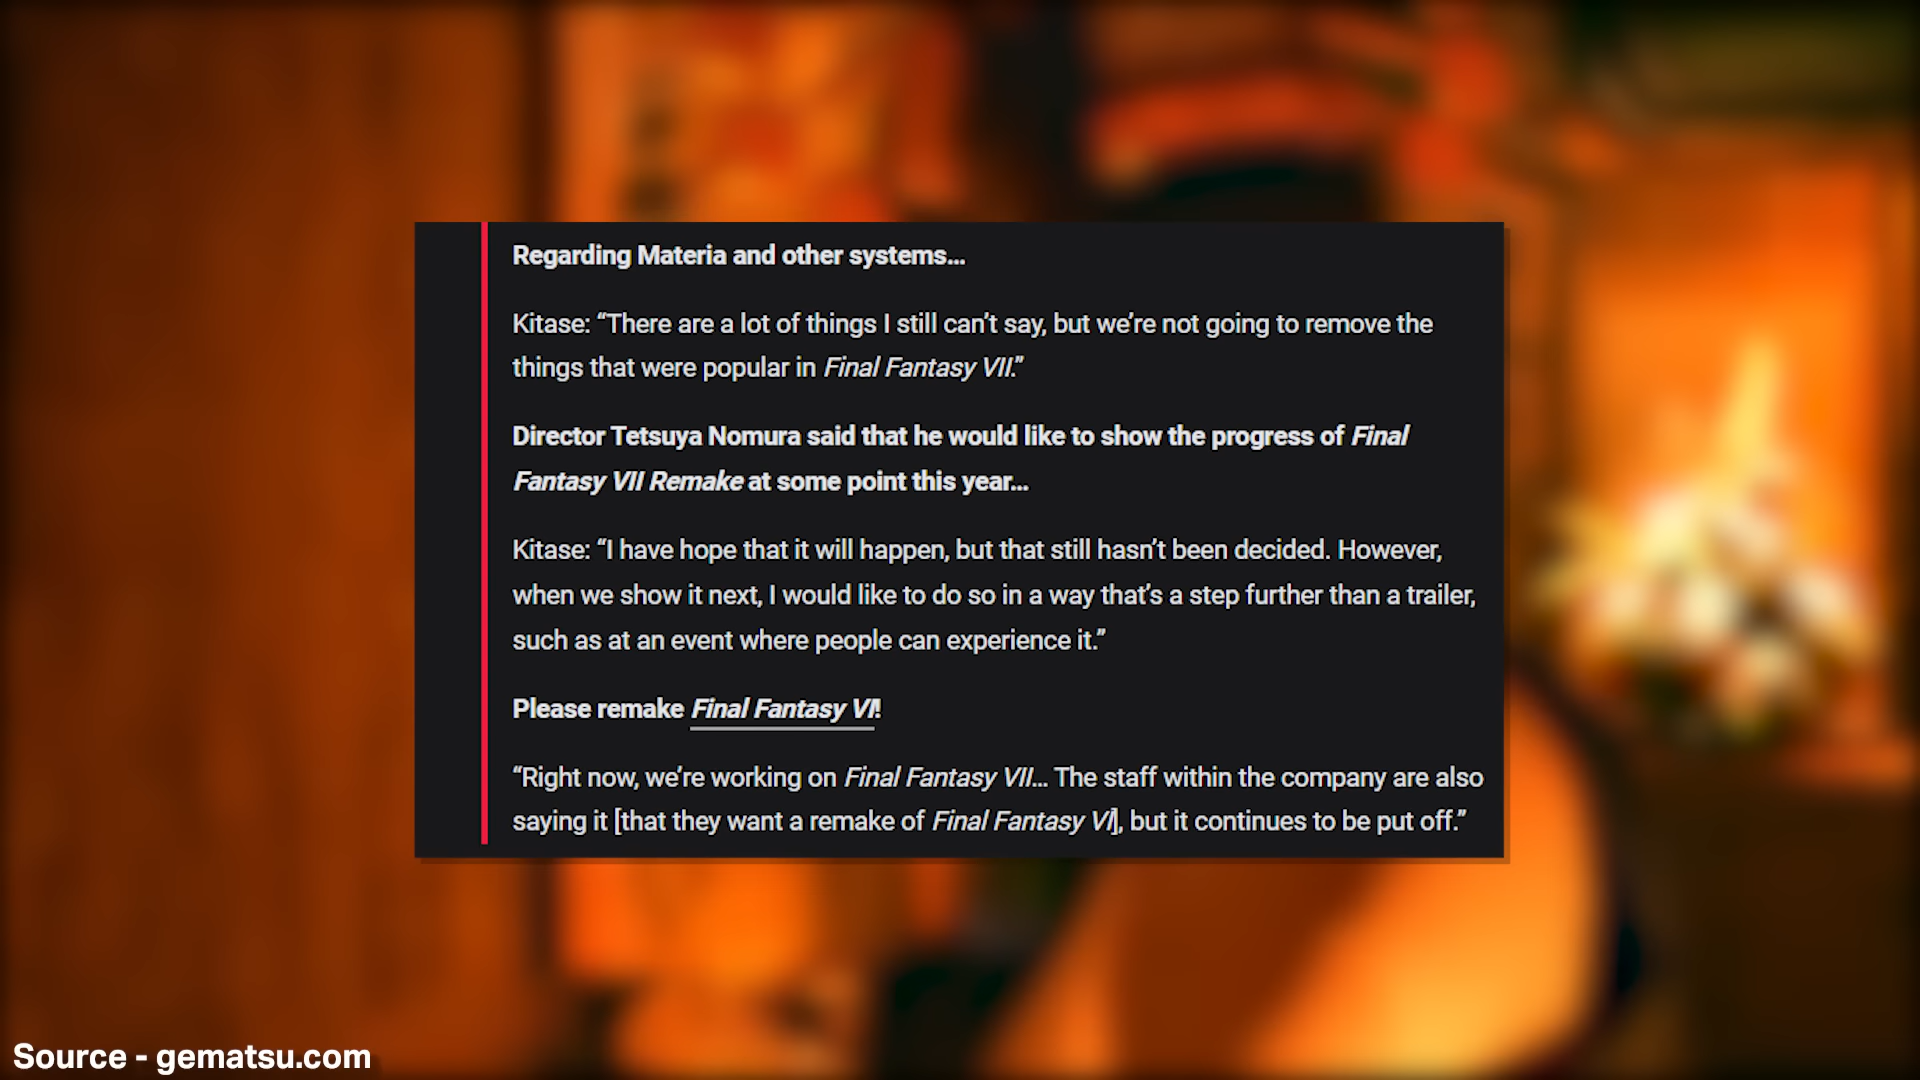 Regarding Materia and other systems...
Kitase: “There are a lot of things I still can’t say, but we’re not going to remove the
things that were popular in Final Fantasy VII.”
Director Tetsuya Nomura said that he would like to show the progress of Final
Fantasy VII Remake at some point this year...
Kitase: “I have hope that it will happen, but that still hasn’t been decided. However,
when we show it next, I would like to do so in a way that’s a step further than a trailer,
such as at an event where people can experience it.”
Please remake Final Fantasy VI!
“Right now, we’re working on Final Fantasy VII... The staff within the company are also
saying it [that they want a remake of Final Fantasy VI], but it continues to be put off.”
Source - gematsu.com